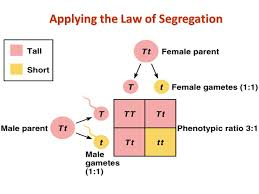 Applying the Law of Segregation
Tall
Short
Tt
Female parent
T
t
Female gametes (1:1)
Male parent
Tt
T
TT
Tt
Phenotypic ratio 3:1
t
Tt
tt
Male
gametes
(1:1)